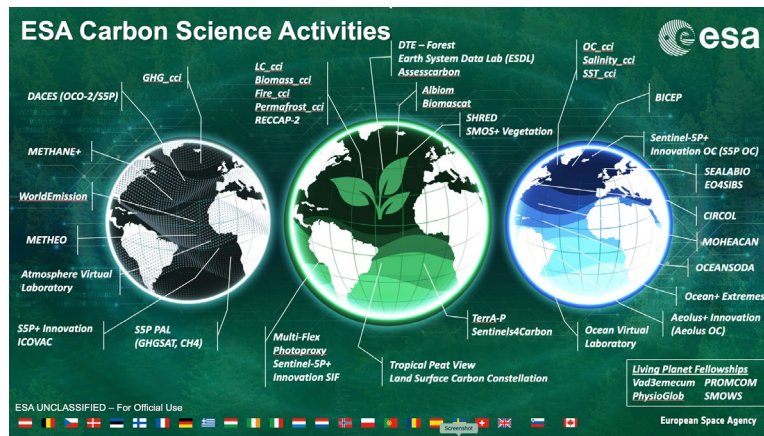 ESA Carbon Science Activities
esa
DACES (OCO-2/S5P)
GHG_cci
METHANE+
WorldEmission
METHEO
Atmosphere Virtual
Laboratory
S5P+ Innovation
ICOVAC
S5P PAL
(GHGSAT, CH4)
LC_cci
Biomass_cci
Fire_cci
Permafrost_cci
RECCAP-2
DTE – Forest
Earth System Data Lab (ESDL)
Assesscarbon
Albiom
Biomascat
SHRED
SMOS+ Vegetation
Multi-Flex
Photoproxy
Sentinel-5P+
Innovation SIF
Tropical Peat View
Land Surface Carbon Constellation
TerrA-P
Sentinels4Carbon
OC_cci
Salinity_cci
SST_cci
BICEP
Sentinel-5P+
Innovation OC (S5P OC)
SEALABIO
EO4SIBS
CIRCOL
MOHEACAN
OCEANSODA
Ocean+ Extremes
Aeolus+ Innovation
(Aeolus OC)
Ocean Virtual
Laboratory
Living Planet Fellowships
Vad3emecum PROMCOM
PhysioGlob SMOWS
ESA UNCLASSIFIED – For Official Use
Screenshot
European Space Agency